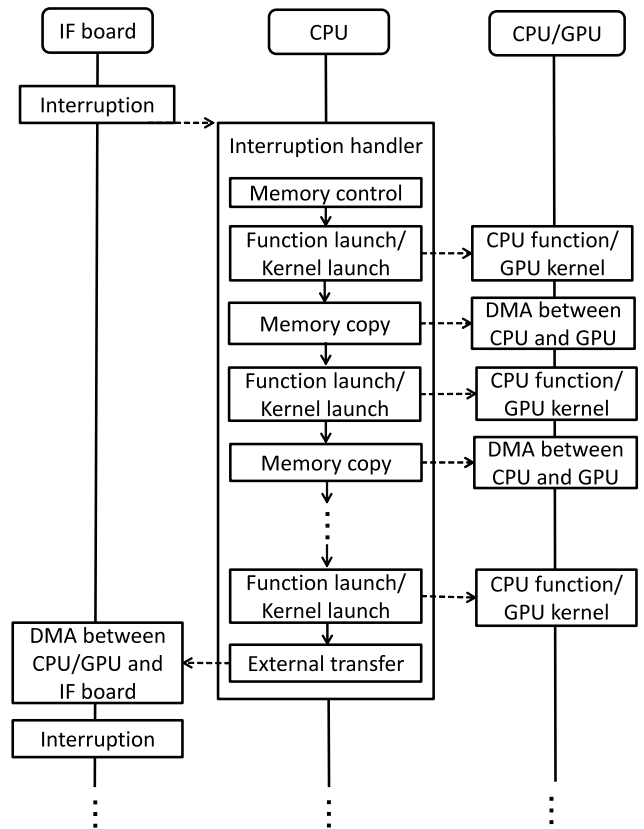 IF board
CPU
CPU/GPU
Interruption
Interruption handler
Memory control
Function launch/
Kernel launch
CPU function/
GPU kernel
Memory copy
DMA between
CPU and GPU
Function launch/
Kernel launch
CPU function/
GPU kernel
Memory copy
DMA between
CPU and GPU
Function launch/
Kernel launch
CPU function/
GPU kernel
DMA between
CPU/GPU and
IF board
External transfer
Interruption